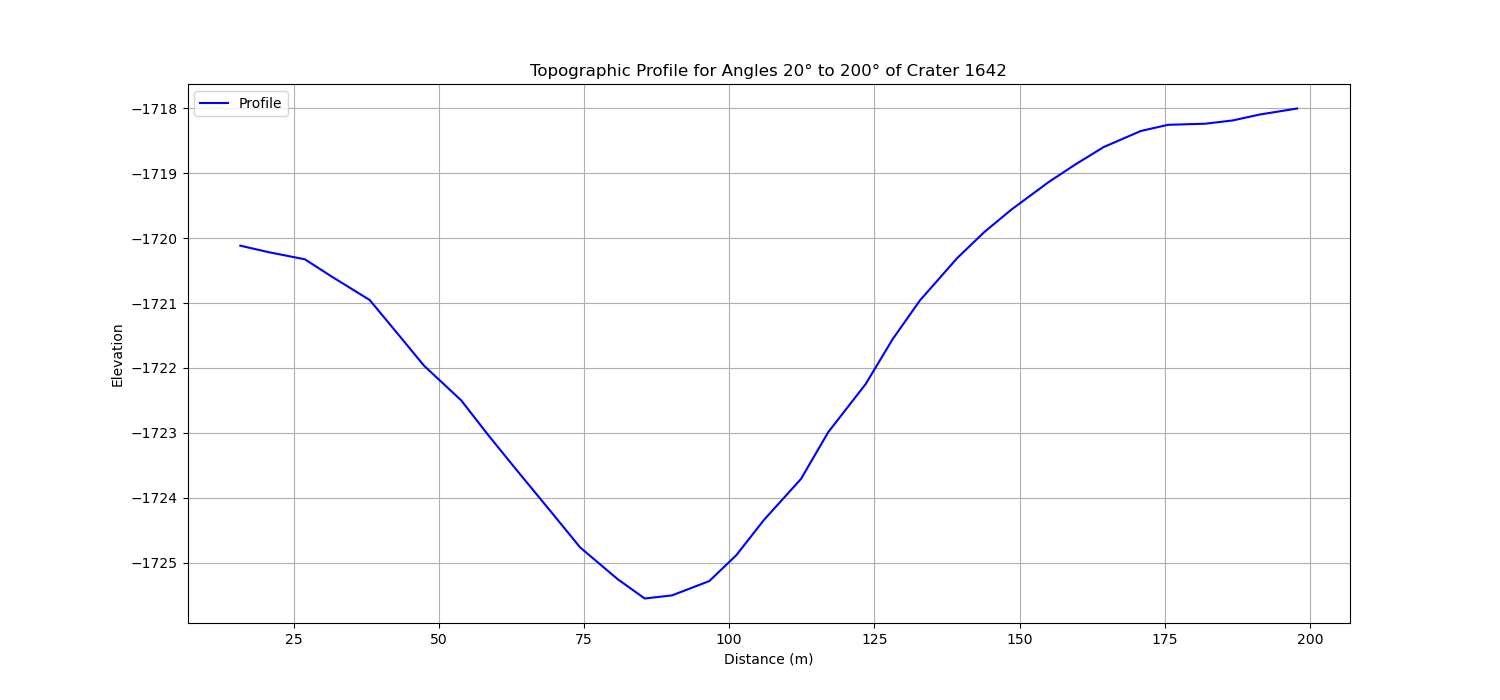 Topographic Profile for Angles 20° to 200° of Crater 1642
Profile
−1718
−1719
−1720
−1721
−1722
−1723
−1724
−1725
Elevation
25 50 75 100 125 150 175 200
Distance (m)